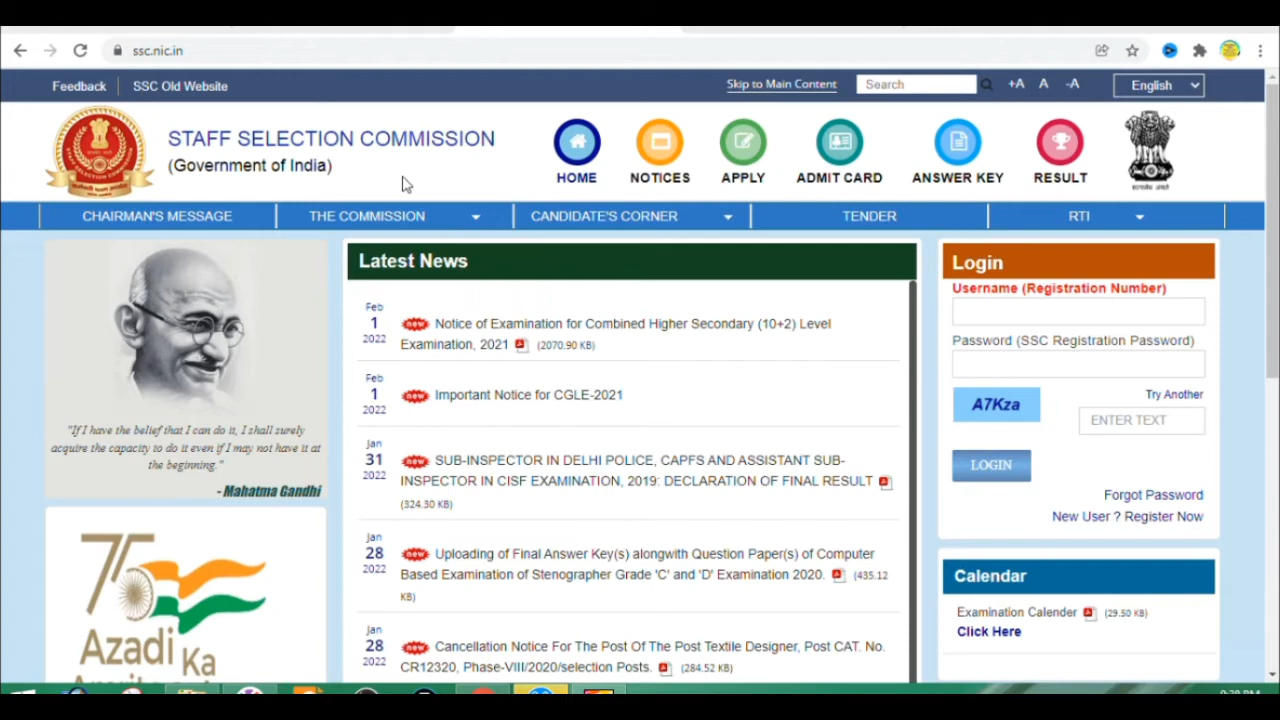 ssc.nic.in
Feedback SSC Old Website Skip to Main Content Search +A A -A English
STAFF SELECTION COMMISSION
(Government of India)
HOME NOTICES APPLY ADMIT CARD ANSWER KEY RESULT
CHAIRMAN'S MESSAGE THE COMMISSION CANDIDATE'S CORNER TENDER RTI
"If I have the belief that I can do it, I shall surely
acquire the capacity to do it even if I may not have it at
the beginning."
- Mahatma Gandhi
75
Azadi Ka
Latest News
Feb
1
2022
new Notice of Examination for Combined Higher Secondary (10+2) Level
Examination, 2021 (2070.90 KB)
Feb
1
2022
new Important Notice for CGLE-2021
Jan
31
2022
new SUB-INSPECTOR IN DELHI POLICE, CAPFS AND ASSISTANT SUB-
INSPECTOR IN CISF EXAMINATION, 2019: DECLARATION OF FINAL RESULT
(324.30 KB)
Jan
28
2022
new Uploading of Final Answer Key(s) alongwith Question Paper(s) of Computer
Based Examination of Stenographer Grade 'C' and 'D' Examination 2020. (435.12
KB)
Jan
28
2022
new Cancellation Notice For The Post Of The Post Textile Designer, Post CAT. No.
CR12320, Phase-VIII/2020/selection Posts. (284.52 KB)
Login
Username (Registration Number)
Password (SSC Registration Password)
A7Kza Try Another
ENTER TEXT
LOGIN
Forgot Password
New User ? Register Now
Calendar
Examination Calender (29.50 KB)
Click Here